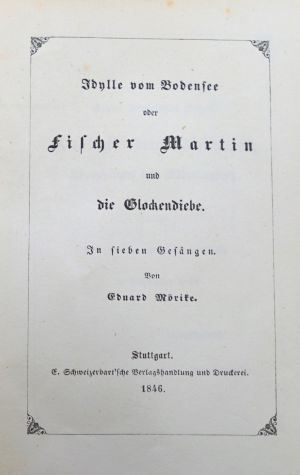 Idylle vom Bodensee
oder
Fischer Martin
und
die Glockendiebe.
In sieben Gesängen.
Von
Eduard Mörike.
Stuttgart.
E. Schweizerbart'sche Verlagshandlung und Druckerei.
1846.